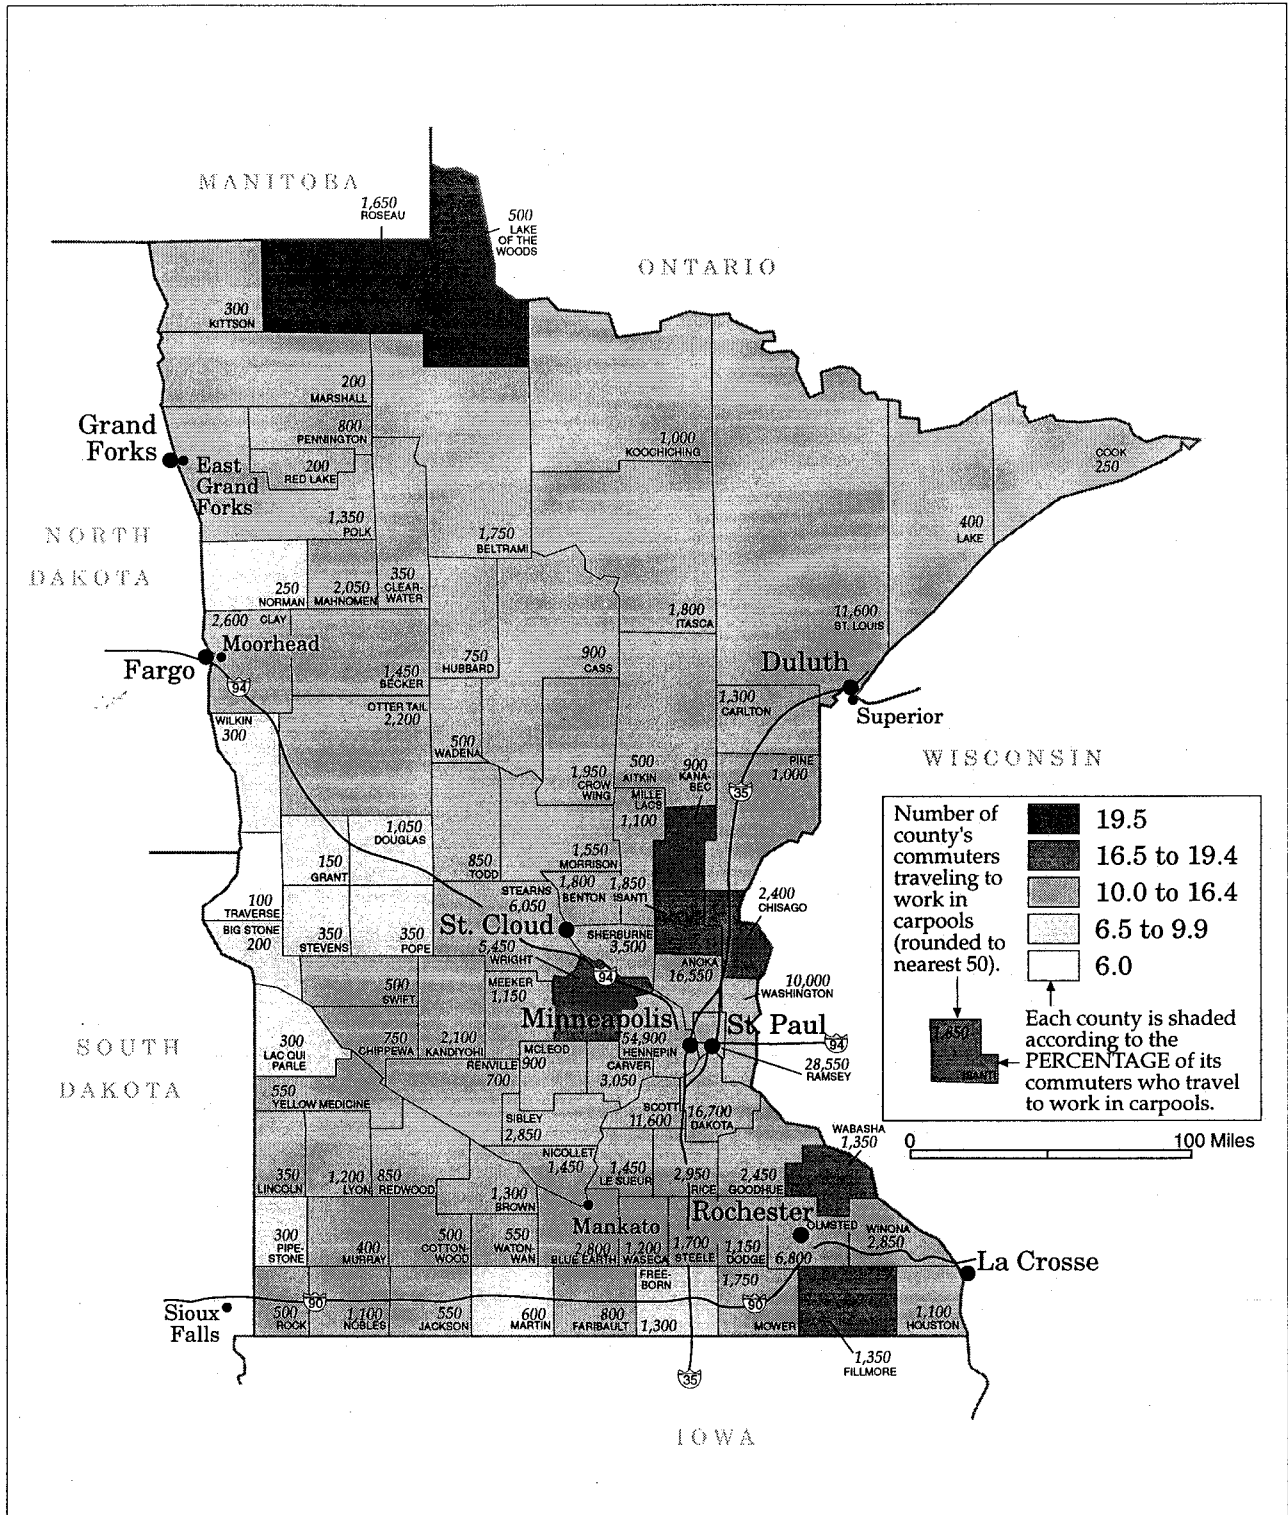 MANITOBA
1,650
ROSEAU
500
LAKE
OF THE
WOODS
ONTARIO
300
KITTSON
200
MARSHALL
Grand
Forks
East
Grand
Forks
800
PENNINGTON
200
RED LAKE
1,350
POLK
1,000
KOOCHICHING
COOK
250
400
LAKE
NORTH
DAKOTA
1,750
BELTRAMI
250
NORMAN
2,050
MAHNOMEN
350
CLEAR-
WATER
1,800
ITASCA
11,600
ST. LOUIS
2,600
CLAY
Moorhead
Fargo
94
1,450
BECKER
750
HUBBARD
900
CASS
Duluth
Superior
1,300
CARLTON
OTTER TAIL
2,200
WILKIN
300
500
WADENA
1,950
CROW
WING
500
AITKIN
900
KANA-
BEC
PINE
1,000
WISCONSIN
35
MILLE
LACS
1,100
1,050
DOUGLAS
150
GRANT
850
TODD
1,550
MORRISON
100
TRAVERSE
BIG STONE
200
350
STEVENS
350
POPE
STEARNS
6,050
1,800
BENTON
1,850
ISANTI
2,400
CHISAGO
St. Cloud
SHERBURNE
3,500
5,450
WRIGHT
94
ANOKA
16,550
10,000
WASHINGTON
500
SWIFT
MEEKER
1,150
Minneapolis
St. Paul
94
28,550
RAMSEY
SOUTH
DAKOTA
300
LAC QUI
PARLE
750
CHIPPEWA
2,100
KANDIYOHI
RENVILLE
700
MCLEOD
900
54,900
HENNEPIN
CARVER
3,050
550
YELLOW MEDICINE
SIBLEY
2,850
SCOTT
11,600
16,700
DAKOTA
WABASHA
1,350
350
LINCOLN
1,200
LYON
850
REDWOOD
NICOLLET
1,450
1,450
LE SUEUR
2,950
RICE
2,450
GOODHUE
1,300
BROWN
Mankato
Rochester
OLMSTED
6,800
WINONA
2,850
La Crosse
300
PIPE-
STONE
400
MURRAY
500
COTTON-
WOOD
550
WATON-
WAN
2,800
BLUE EARTH
1,200
WASECA
1,700
STEELE
1,150
DODGE
Sioux
Falls
90
500
ROCK
1,100
NOBLES
550
JACKSON
600
MARTIN
800
FARIBAULT
FREE-
BORN
1,300
1,750
MOWER
90
1,350
FILLMORE
1,100
HOUSTON
35
IOWA
Number of
county's
commuters
traveling to
work in
carpools
(rounded to
nearest 50).
19.5
16.5 to 19.4
10.0 to 16.4
6.5 to 9.9
6.0
1,850
ISANTI
Each county is shaded
according to the
PERCENTAGE of its
commuters who travel
to work in carpools.
0
100 Miles